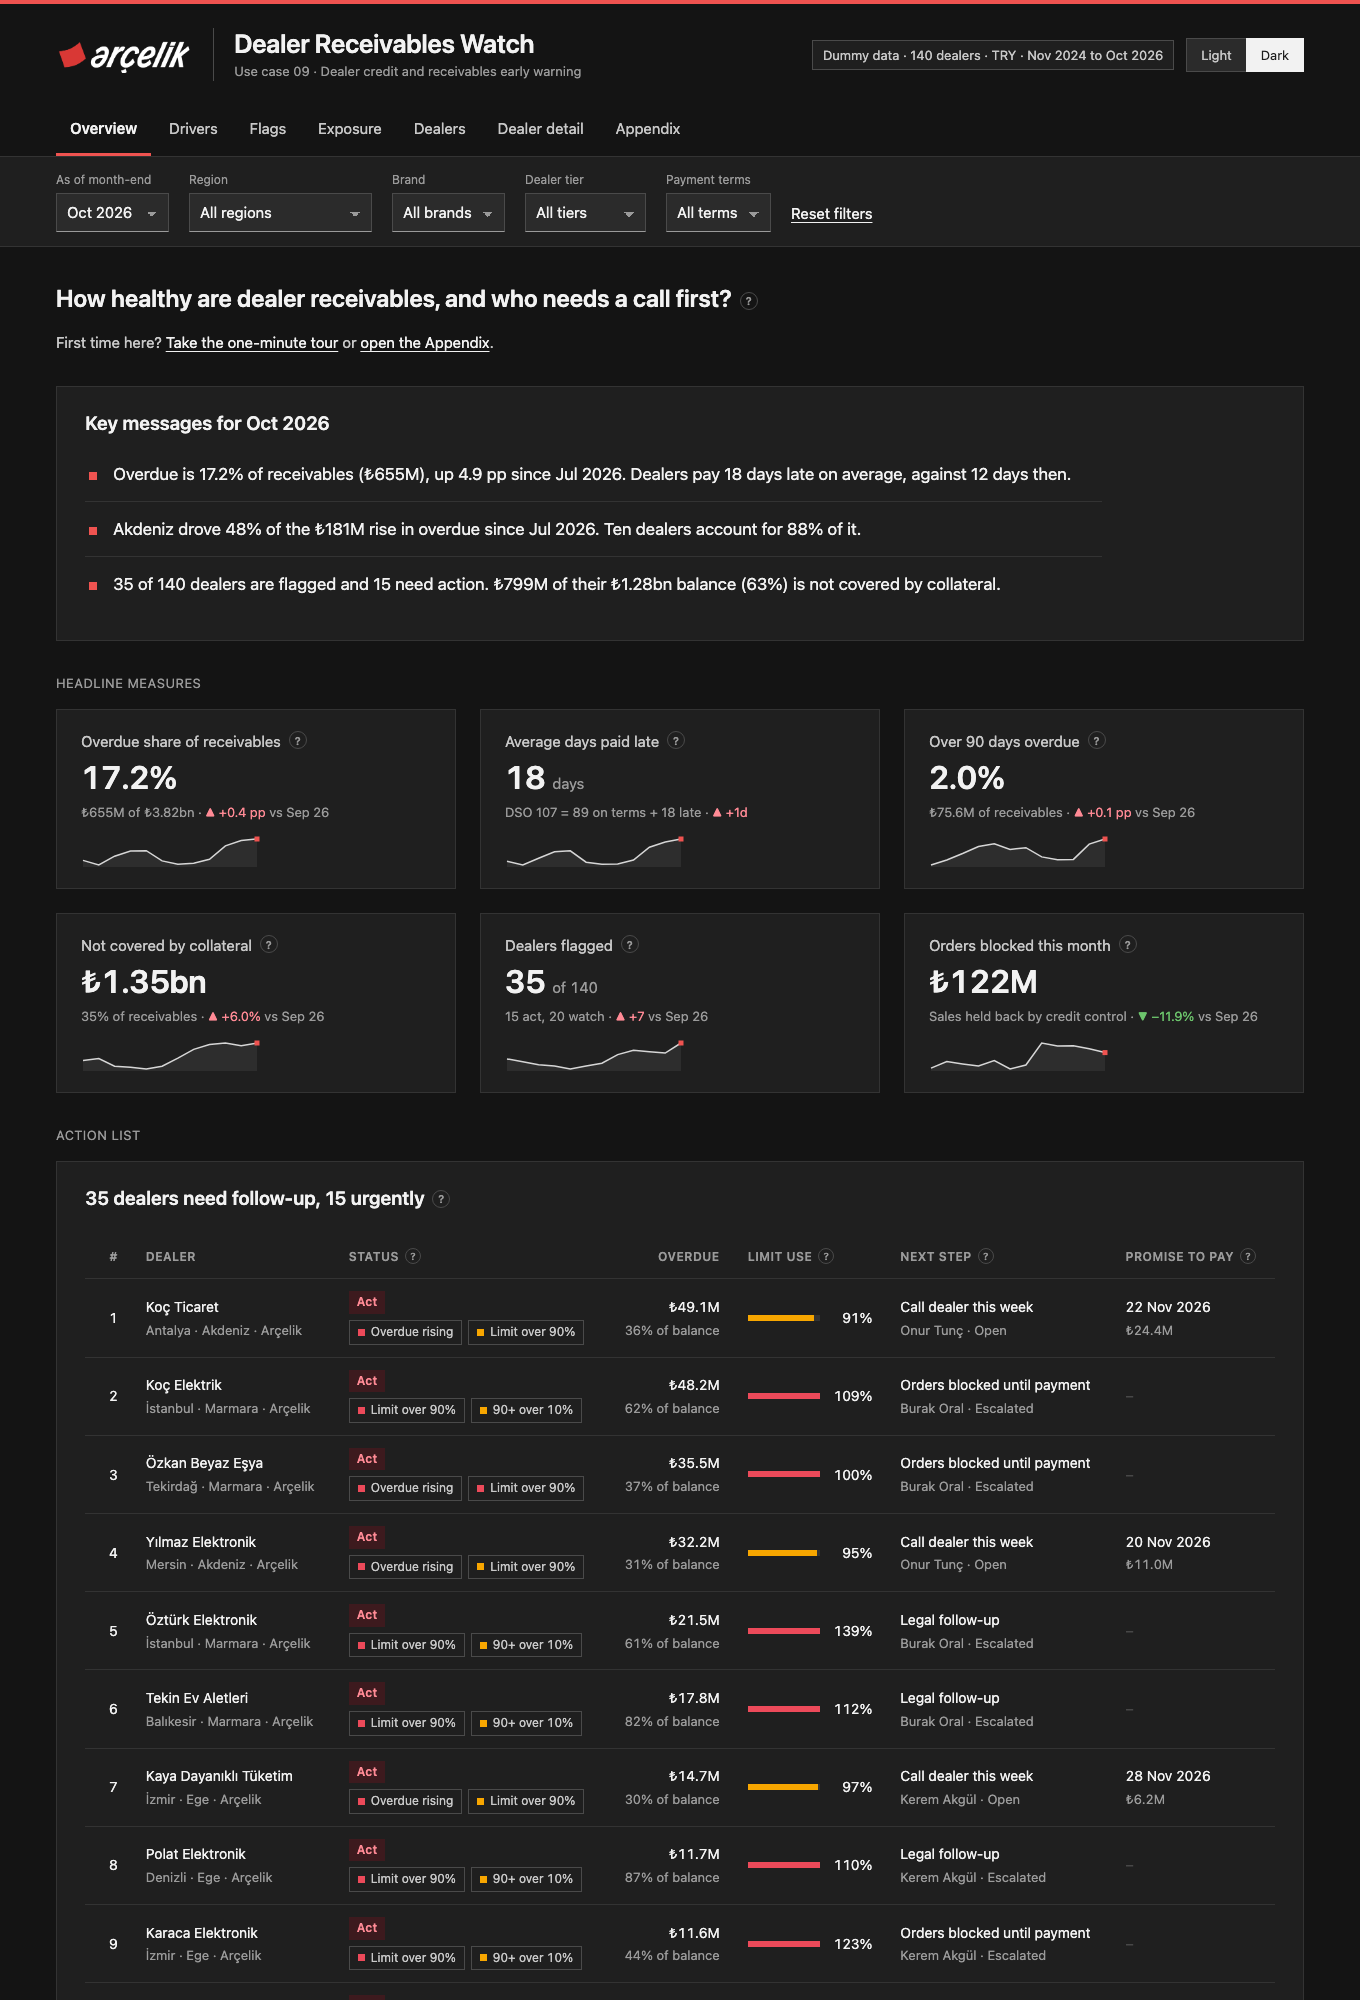 arçelik
Dealer Receivables Watch
Use case 09 · Dealer credit and receivables early warning
Dummy data · 140 dealers · TRY · Nov 2024 to Oct 2026
Light Dark
Overview Drivers Flags Exposure Dealers Dealer detail Appendix
As of month-end Region Brand Dealer tier Payment terms
Oct 2026 All regions All brands All tiers All terms Reset filters
How healthy are dealer receivables, and who needs a call first? ?
First time here? Take the one-minute tour or open the Appendix.
Key messages for Oct 2026
Overdue is 17.2% of receivables (₺655M), up 4.9 pp since Jul 2026. Dealers pay 18 days late on average, against 12 days then.
Akdeniz drove 48% of the ₺181M rise in overdue since Jul 2026. Ten dealers account for 88% of it.
35 of 140 dealers are flagged and 15 need action. ₺799M of their ₺1.28bn balance (63%) is not covered by collateral.
HEADLINE MEASURES
Overdue share of receivables ?
17.2%
₺655M of ₺3.82bn · ▲ +0.4 pp vs Sep 26
Average days paid late ?
18 days
DSO 107 = 89 on terms + 18 late · ▲ +1d
Over 90 days overdue ?
2.0%
₺75.6M of receivables · ▲ +0.1 pp vs Sep 26
Not covered by collateral ?
₺1.35bn
35% of receivables · ▲ +6.0% vs Sep 26
Dealers flagged ?
35 of 140
15 act, 20 watch · ▲ +7 vs Sep 26
Orders blocked this month ?
₺122M
Sales held back by credit control · ▼ −11.9% vs Sep 26
ACTION LIST
35 dealers need follow-up, 15 urgently ?
# DEALER STATUS ? OVERDUE LIMIT USE ? NEXT STEP ? PROMISE TO PAY ?
1 Koç Ticaret Act ₺49.1M 91% Call dealer this week 22 Nov 2026
Antalya · Akdeniz · Arçelik Overdue rising Limit over 90% 36% of balance Onur Tunç · Open ₺24.4M
2 Koç Elektrik Act ₺48.2M 109% Orders blocked until payment –
İstanbul · Marmara · Arçelik Limit over 90% 90+ over 10% 62% of balance Burak Oral · Escalated
3 Özkan Beyaz Eşya Act ₺35.5M 100% Orders blocked until payment –
Tekirdağ · Marmara · Arçelik Overdue rising Limit over 90% 37% of balance Burak Oral · Escalated
4 Yılmaz Elektronik Act ₺32.2M 95% Call dealer this week 20 Nov 2026
Mersin · Akdeniz · Arçelik Overdue rising Limit over 90% 31% of balance Onur Tunç · Open ₺11.0M
5 Öztürk Elektronik Act ₺21.5M 139% Legal follow-up –
İstanbul · Marmara · Arçelik Limit over 90% 90+ over 10% 61% of balance Burak Oral · Escalated
6 Tekin Ev Aletleri Act ₺17.8M 112% Legal follow-up –
Balıkesir · Marmara · Arçelik Limit over 90% 90+ over 10% 82% of balance Burak Oral · Escalated
7 Kaya Dayanıklı Tüketim Act ₺14.7M 97% Call dealer this week 28 Nov 2026
İzmir · Ege · Arçelik Overdue rising Limit over 90% 30% of balance Kerem Akgül · Open ₺6.2M
8 Polat Elektronik Act ₺11.7M 110% Legal follow-up –
Denizli · Ege · Arçelik Limit over 90% 90+ over 10% 87% of balance Kerem Akgül · Escalated
9 Karaca Elektronik Act ₺11.6M 123% Orders blocked until payment –
İzmir · Ege · Arçelik Limit over 90% 90+ over 10% 44% of balance Kerem Akgül · Escalated